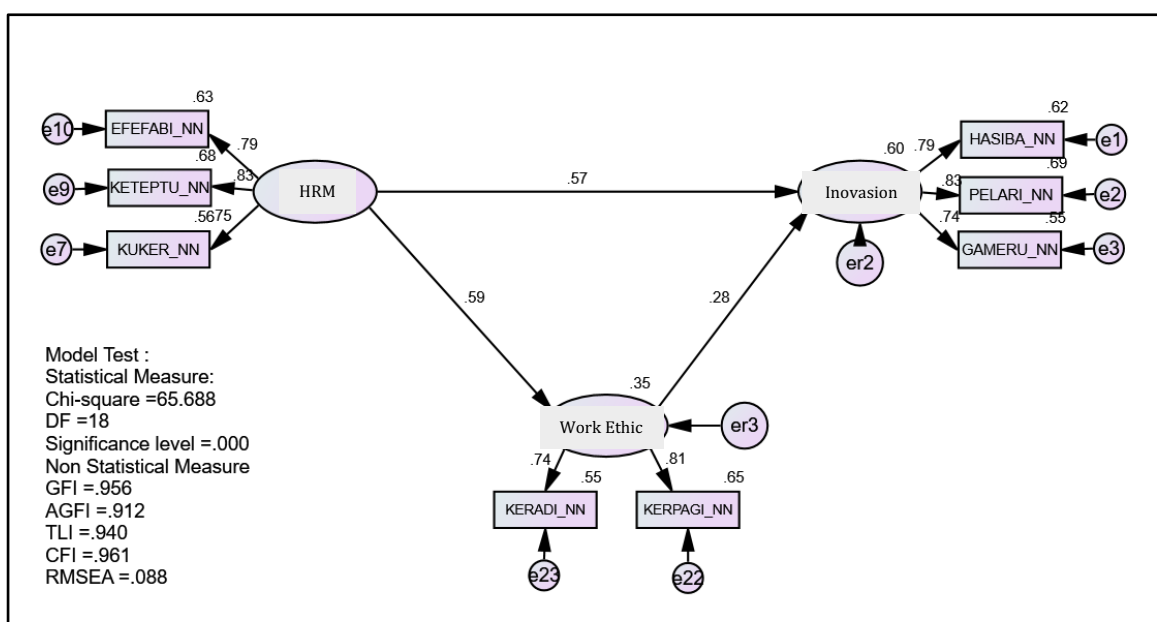 .63
e10
EFEFABI_NN
.79
.68
e9
KETEPTU_NN
.83
.5675
e7
KUKER_NN
HRM
.57
.60
Inovasion
er2
.62
.79
HASIBA_NN
e1
.69
.83
PELARI_NN
e2
.55
.74
GAMERU_NN
e3
.59
.28
.35
Work Ethic
er3
.74
.55
KERADI_NN
e23
.81
.65
KERPAGI_NN
e22
Model Test :
Statistical Measure:
Chi-square =65.688
DF =18
Significance level =.000
Non Statistical Measure
GFI =.956
AGFI =.912
TLI =.940
CFI =.961
RMSEA =.088